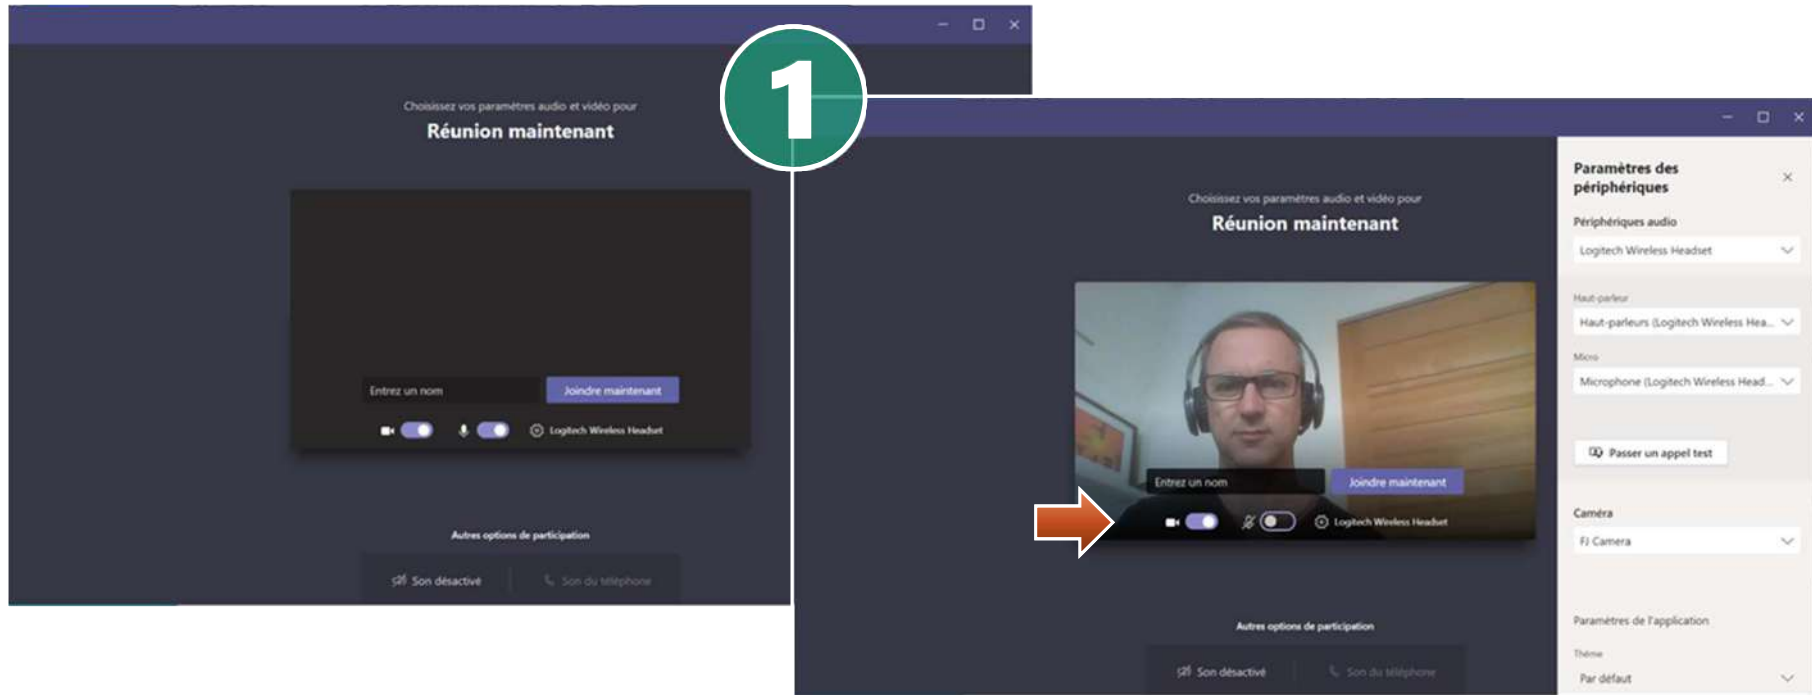 1
Choisissez vos paramètres audio et vidéo pour
Réunion maintenant
Entrez un nom
Joindre maintenant
Logitech Wireless Headset
Autres options de participation
Son désactivé
Son du téléphone
Choisissez vos paramètres audio et vidéo pour
Réunion maintenant
Entrez un nom
Joindre maintenant
Logitech Wireless Headset
Autres options de participation
Son désactivé
Son du téléphone
Paramètres des
périphériques
Périphériques audio
Logitech Wireless Headset
Haut-parleur
Haut-parleurs (Logitech Wireless Hea...
Micro
Microphone (Logitech Wireless Head...
Passer un appel test
Caméra
FJ Camera
Paramètres de l'application
Thème
Par défaut